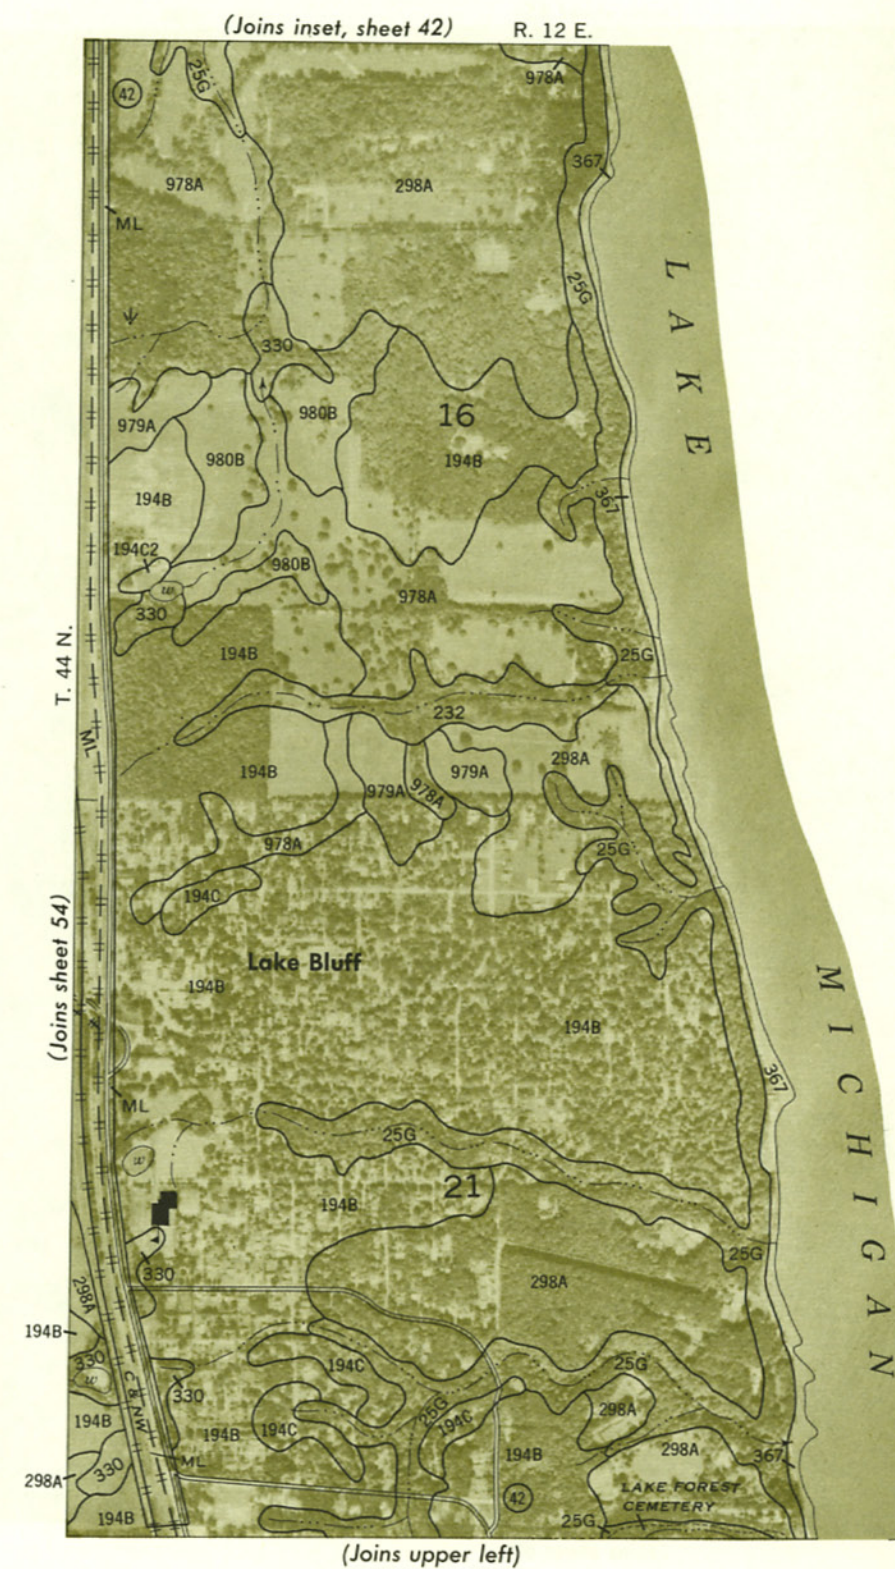 (Joins inset, sheet 42) R. 12 E.
978A
25G
42
367
978A
298A
ML
25G
L A K E
330
980B
16
979A
980B
194B
194B
367
194C2
980B
w
978A
330
194B
25G
T. 44 N.
232
ML
194B
979A
298A
979A
978A
978A
25G
194C
(Joins sheet 54)
Lake Bluff
194B
194B
M I C H I G A N
367
ML
25G
w
194B
21
25G
330
298A
298A
194B
330
w
194C
25G
330
C & NW
298A
25G
194B
194B
194C
194C
194B
298A
367
ML
298A
330
LAKE FOREST
CEMETERY
42
194B
25G
(Joins upper left)